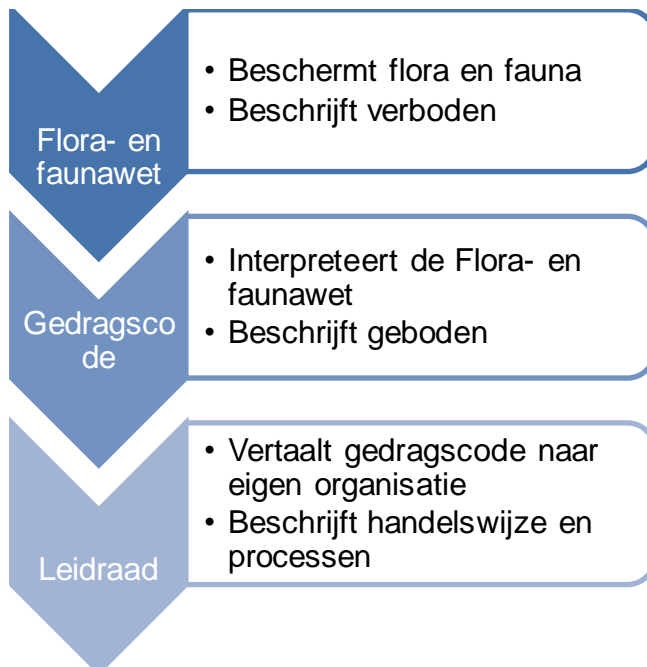 Flora- en
faunawet
• Beschermt flora en fauna
• Beschrijft verboden
Gedragsco
de
• Interpreteert de Flora- en
faunawet
• Beschrijft geboden
Leidraad
• Vertaalt gedragscode naar
eigen organisatie
• Beschrijft handelswijze en
processen